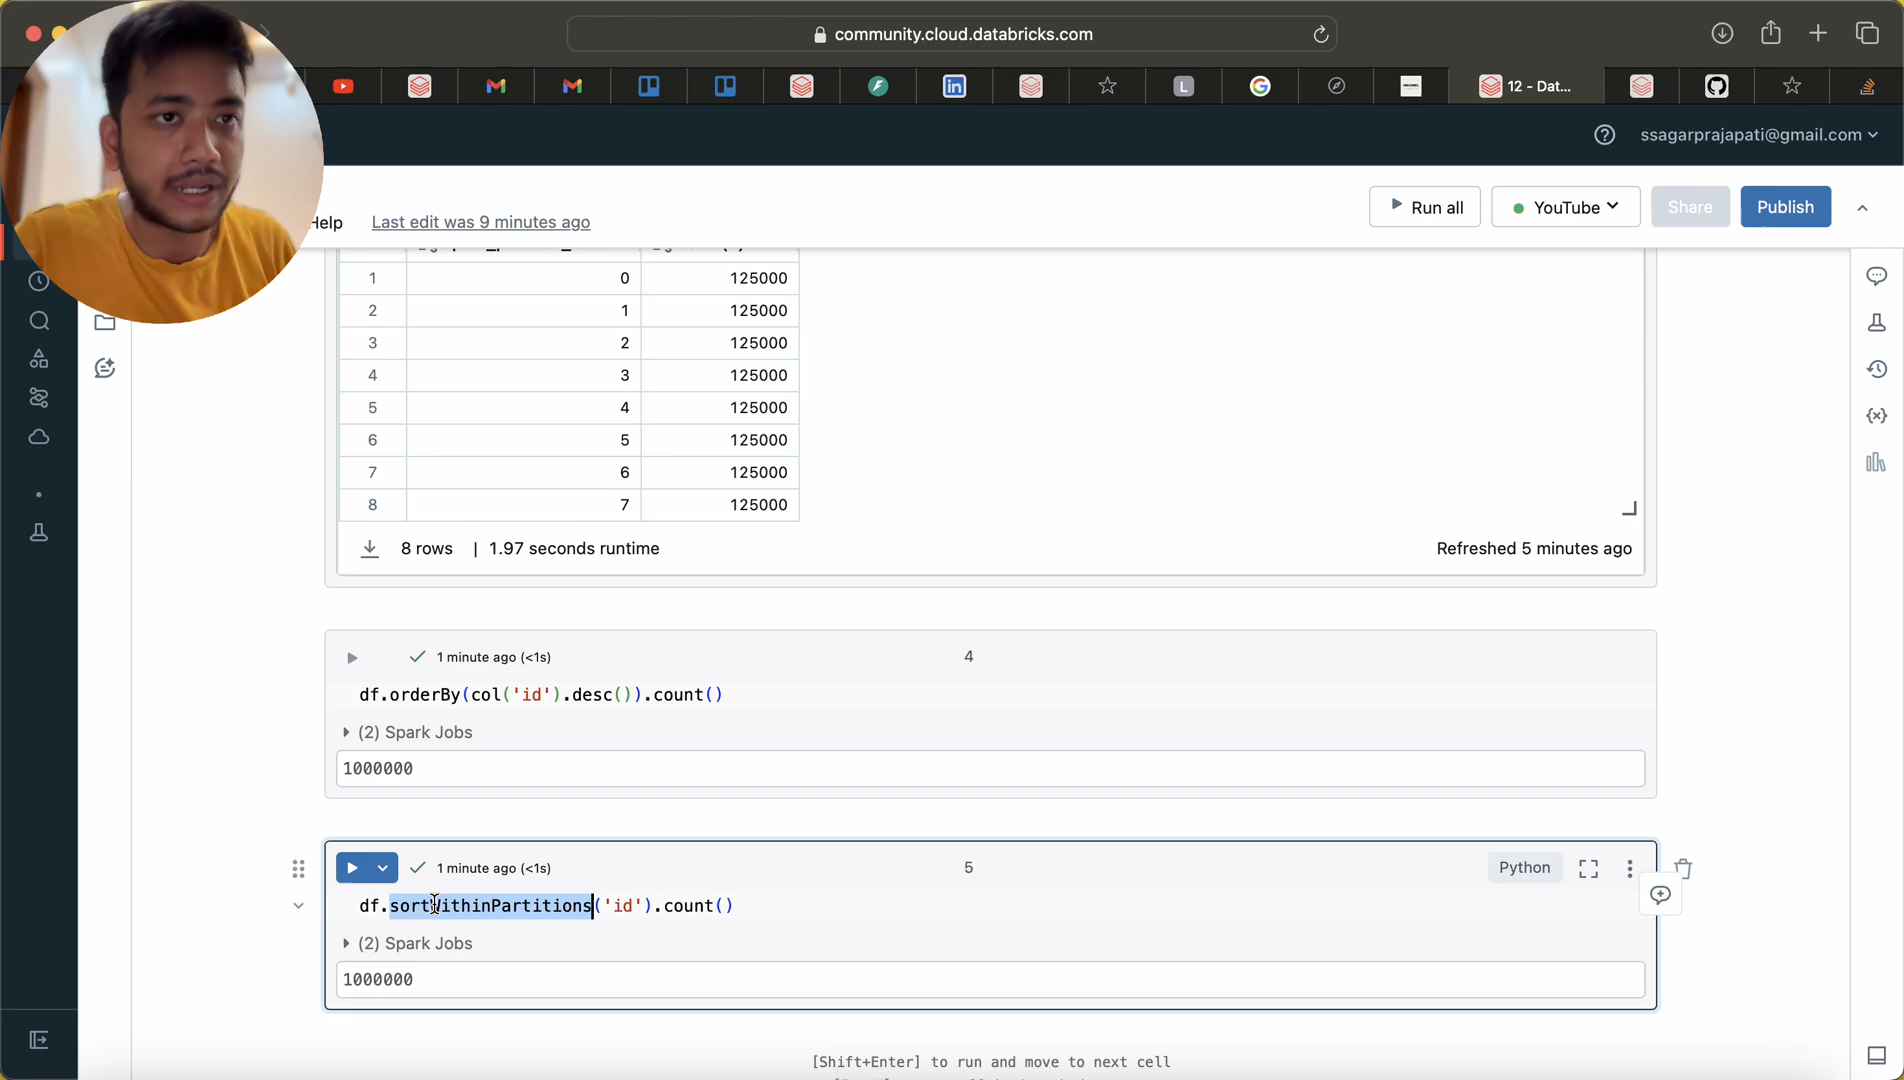 community.cloud.databricks.com
L
12 - Dat...
ssagarprajapati@gmail.com
Help
Last edit was 9 minutes ago
Run all
YouTube
Share
Publish
1 0 125000
2 1 125000
3 2 125000
4 3 125000
5 4 125000
6 5 125000
7 6 125000
8 7 125000
8 rows | 1.97 seconds runtime
Refreshed 5 minutes ago
1 minute ago (<1s)
4
df.orderBy(col('id').desc()).count()
(2) Spark Jobs
1000000
1 minute ago (<1s)
5
Python
df.sortWithinPartitions('id').count()
(2) Spark Jobs
1000000
[Shift+Enter] to run and move to next cell